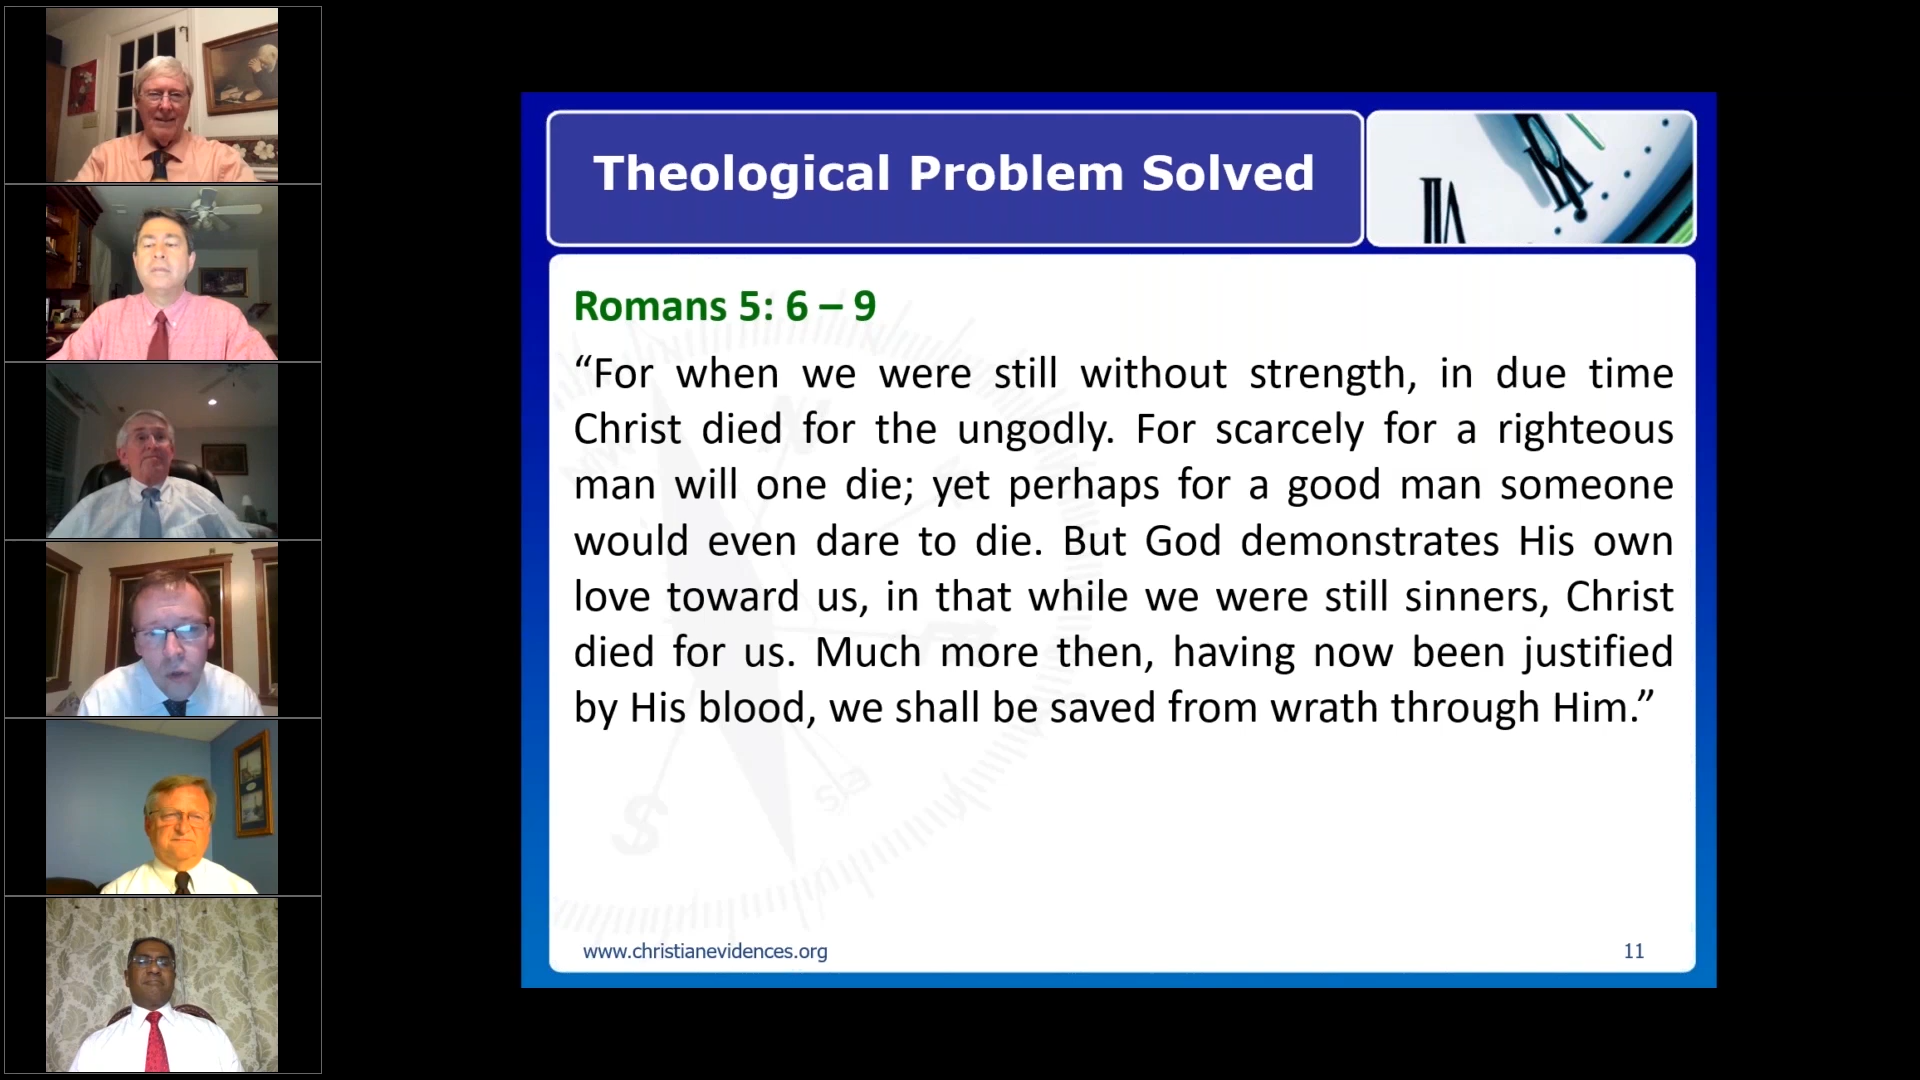 Theological Problem Solved
Romans 5: 6 – 9
“For when we were still without strength, in due time
Christ died for the ungodly. For scarcely for a righteous
man will one die; yet perhaps for a good man someone
would even dare to die. But God demonstrates His own
love toward us, in that while we were still sinners, Christ
died for us. Much more then, having now been justified
by His blood, we shall be saved from wrath through Him.”
www.christianevidences.org
11